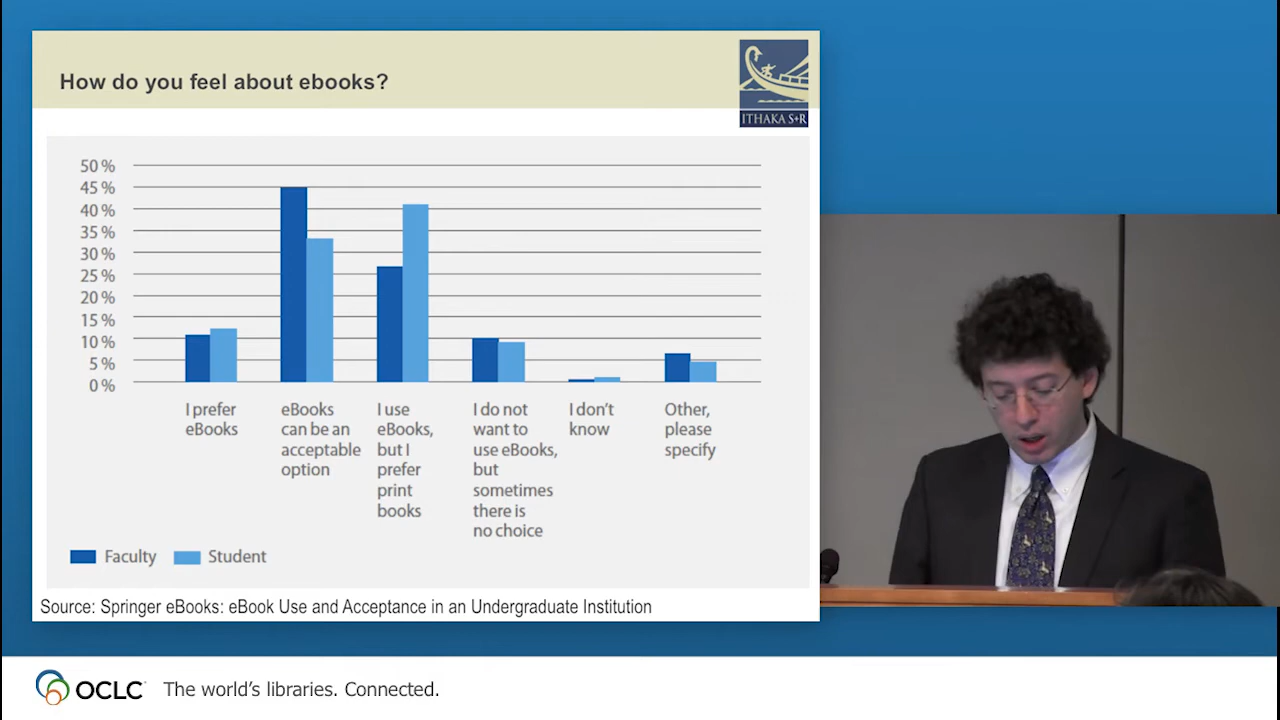 How do you feel about ebooks?
ITHAKA S+R
50 %
45 %
40 %
35 %
30 %
25 %
20 %
15 %
10 %
5 %
0 %
I prefer
eBooks
eBooks
can be an
acceptable
option
I use
eBooks,
but I
prefer
print
books
I do not
want to
use eBooks,
but
sometimes
there is
no choice
I don't
know
Other,
please
specify
Faculty
Student
Source: Springer eBooks: eBook Use and Acceptance in an Undergraduate Institution
OCLC
The world's libraries. Connected.